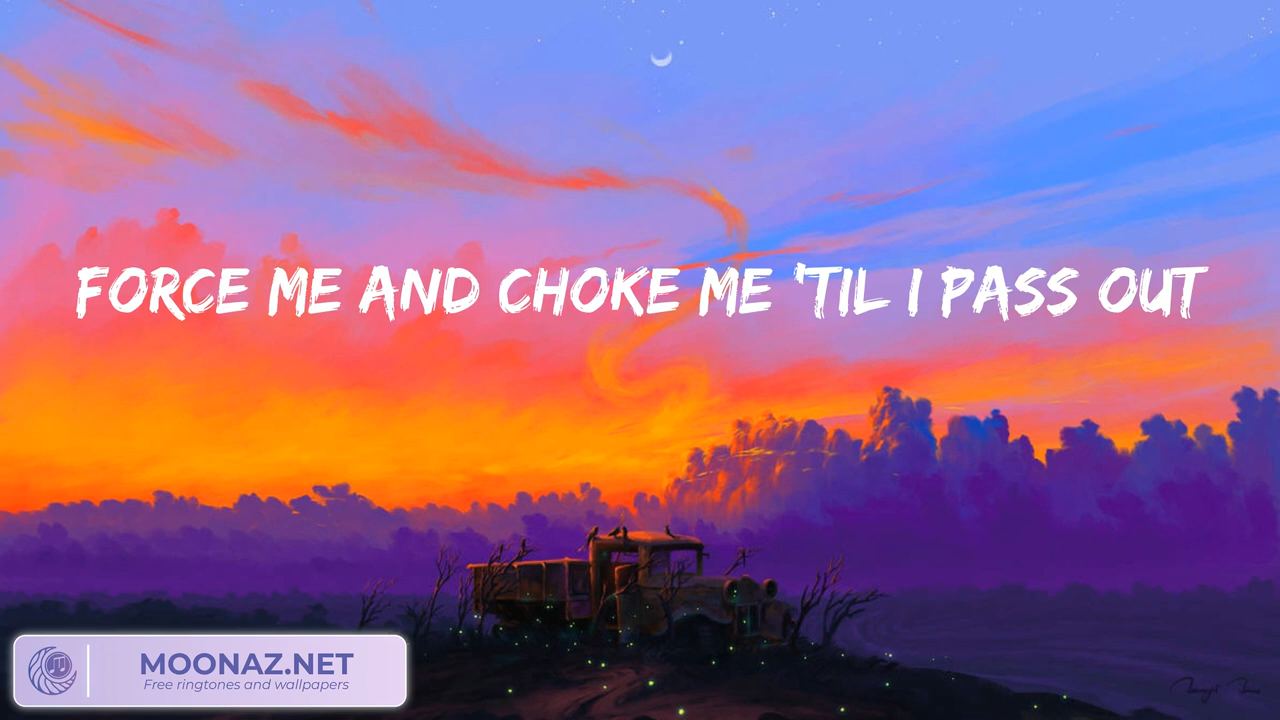 FORCE ME AND CHOKE ME 'TIL I PASS OUT
MOONAZ.NET
Free ringtones and wallpapers